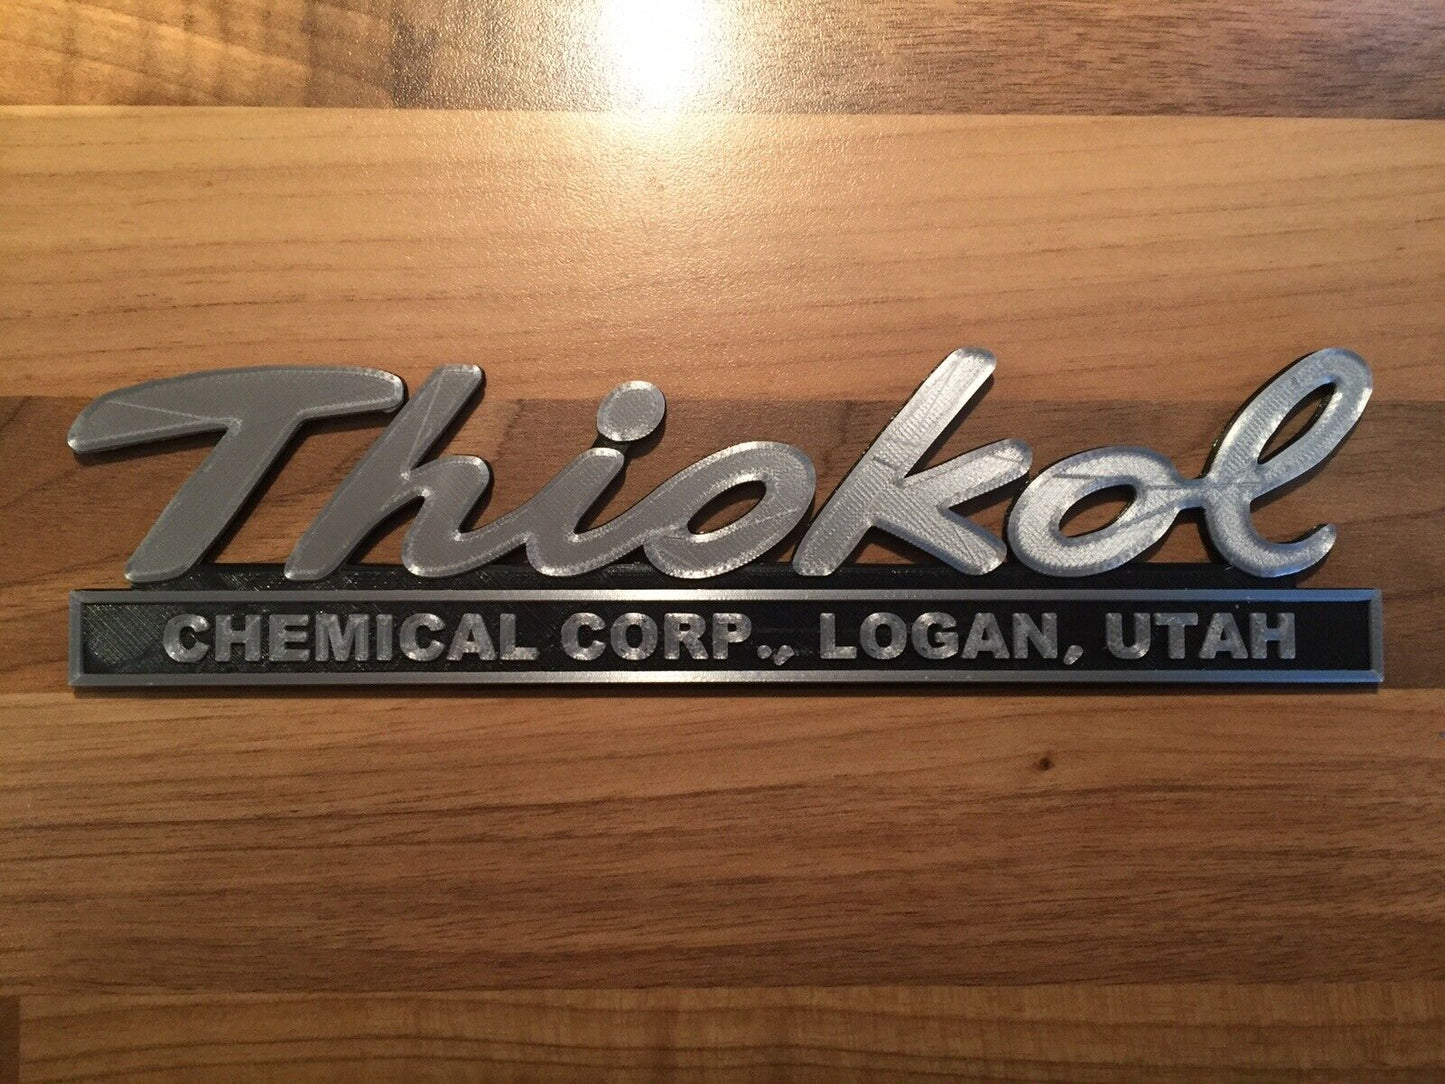 Thiokol
CHEMICAL CORP., LOGAN, UTAH